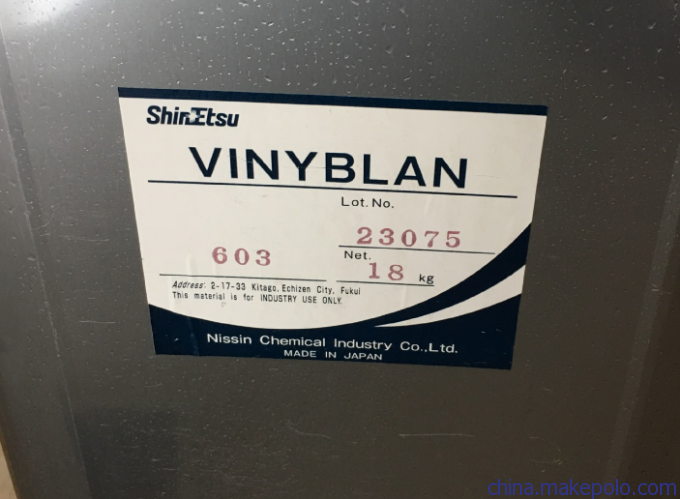 ShinEtsu
VINYBLAN
Lot. No.
23075
603
Net.
18 kg
Address: 2-17-33 Kitago, Echizen City, Fukui
This material is for INDUSTRY USE ONLY.
Nissin Chemical Industry Co.,Ltd.
MADE IN JAPAN
china.makepolo.com